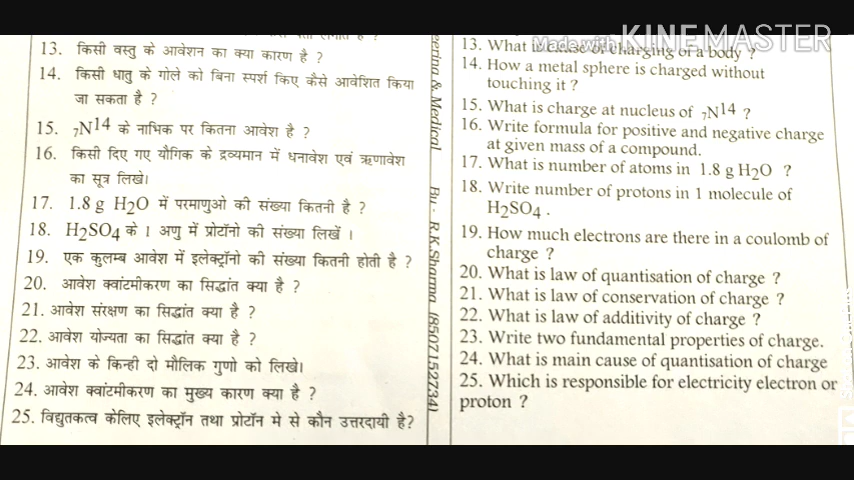 13. किसी वस्तु के आवेशन का क्या कारण है ?
14. किसी धातु के गोले को बिना स्पर्श किए कैसे आवेशित किया
जा सकता है ?
15. ₇N¹⁴ के नाभिक पर कितना आवेश है ?
16. किसी दिए गए यौगिक के द्रव्यमान में धनावेश एवं ऋणावेश
का सूत्र लिखे।
17. 1.8 g H₂O में परमाणुओ की संख्या कितनी है ?
18. H₂SO₄ के 1 अणु में प्रोटॉनो की संख्या लिखें ।
19. एक कुलम्ब आवेश में इलेक्ट्रॉनो की संख्या कितनी होती है ?
20. आवेश क्वांटमीकरण का सिद्धांत क्या है ?
21. आवेश संरक्षण का सिद्धांत क्या है ?
22. आवेश योज्यता का सिद्धांत क्या है ?
23. आवेश के किन्ही दो मौलिक गुणो को लिखे।
24. आवेश क्वांटमीकरण का मुख्य कारण क्या है ?
25. विद्युतकत्व केलिए इलेक्ट्रॉन तथा प्रोटॉन मे से कौन उत्तरदायी है?
& Medical By - R.K.Sharma (8507152734)
Made with KINEMASTER
13. What is cause of charging of a body ?
14. How a metal sphere is charged without
touching it ?
15. What is charge at nucleus of ₇N¹⁴ ?
16. Write formula for positive and negative charge
at given mass of a compound.
17. What is number of atoms in 1.8 g H₂O ?
18. Write number of protons in 1 molecule of
H₂SO₄ .
19. How much electrons are there in a coulomb of
charge ?
20. What is law of quantisation of charge ?
21. What is law of conservation of charge ?
22. What is law of additivity of charge ?
23. Write two fundamental properties of charge.
24. What is main cause of quantisation of charge
25. Which is responsible for electricity electron or
proton ?